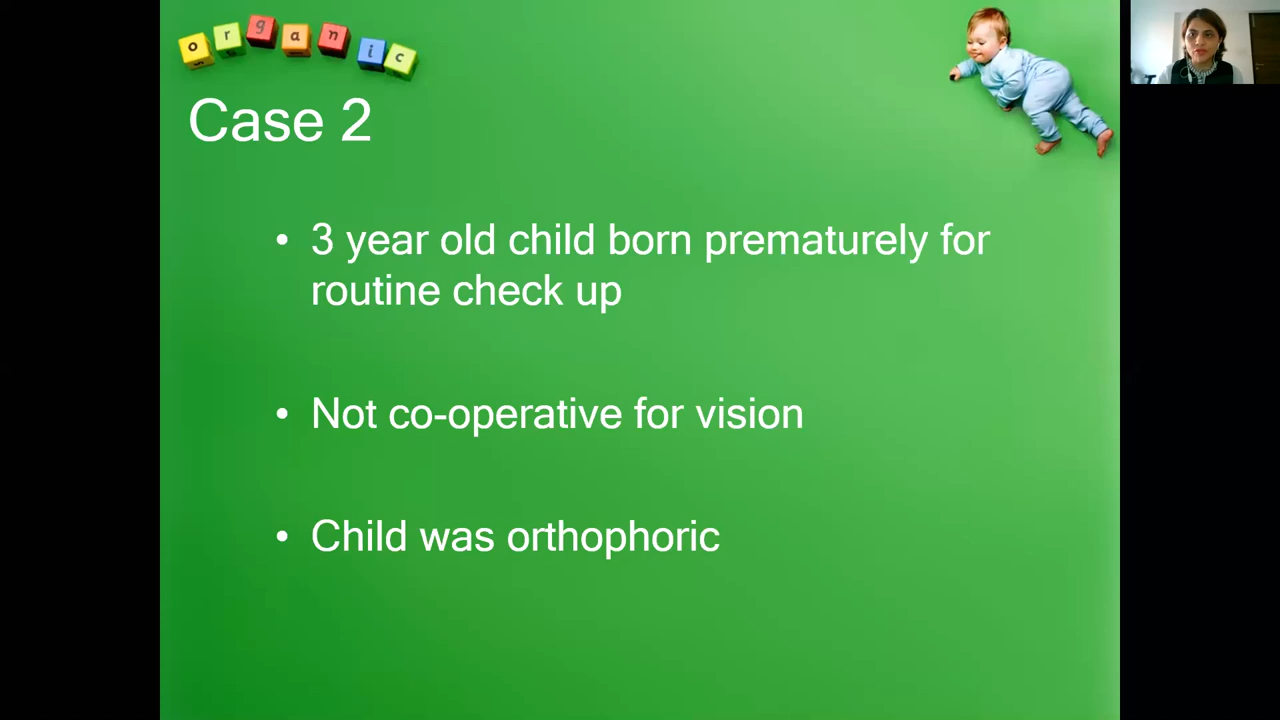 organic
Case 2
• 3 year old child born prematurely for
routine check up
• Not co-operative for vision
• Child was orthophoric